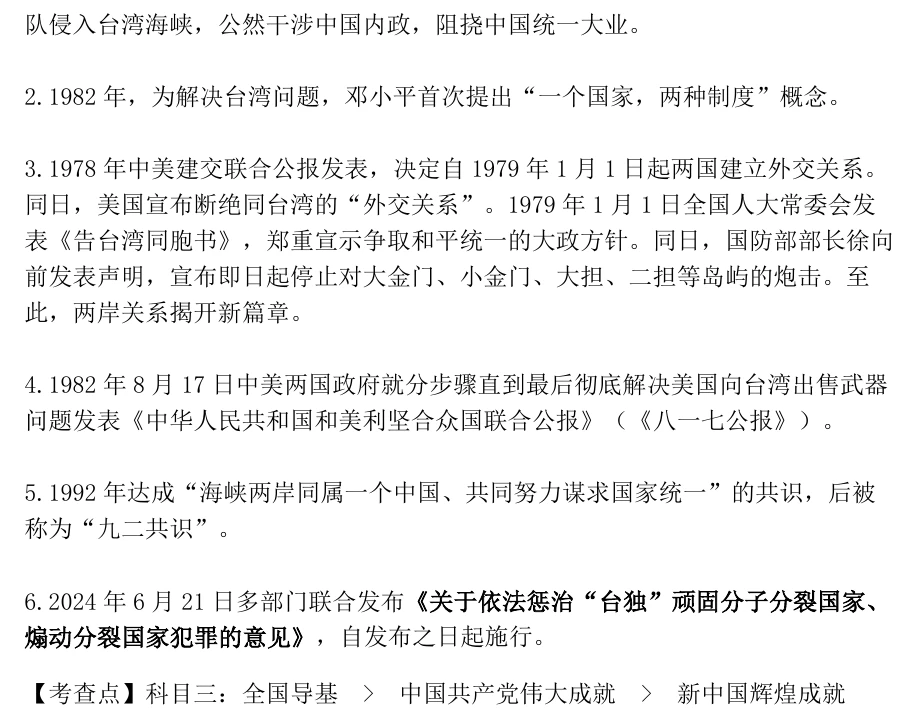 队侵入台湾海峡，公然干涉中国内政，阻挠中国统一大业。
2.1982 年，为解决台湾问题，邓小平首次提出“一个国家，两种制度”概念。
3.1978 年中美建交联合公报发表，决定自 1979 年 1 月 1 日起两国建立外交关系。
同日，美国宣布断绝同台湾的“外交关系”。1979 年 1 月 1 日全国人大常委会发
表《告台湾同胞书》，郑重宣示争取和平统一的大政方针。同日，国防部部长徐向
前发表声明，宣布即日起停止对大金门、小金门、大担、二担等岛屿的炮击。至
此，两岸关系揭开新篇章。
4.1982 年 8 月 17 日中美两国政府就分步骤直到最后彻底解决美国向台湾出售武器
问题发表《中华人民共和国和美利坚合众国联合公报》（《八一七公报》）。
5.1992 年达成“海峡两岸同属一个中国、共同努力谋求国家统一”的共识，后被
称为“九二共识”。
6.2024 年 6 月 21 日多部门联合发布《关于依法惩治“台独”顽固分子分裂国家、
煽动分裂国家犯罪的意见》，自发布之日起施行。
【考查点】科目三：全国导基 > 中国共产党伟大成就 > 新中国辉煌成就